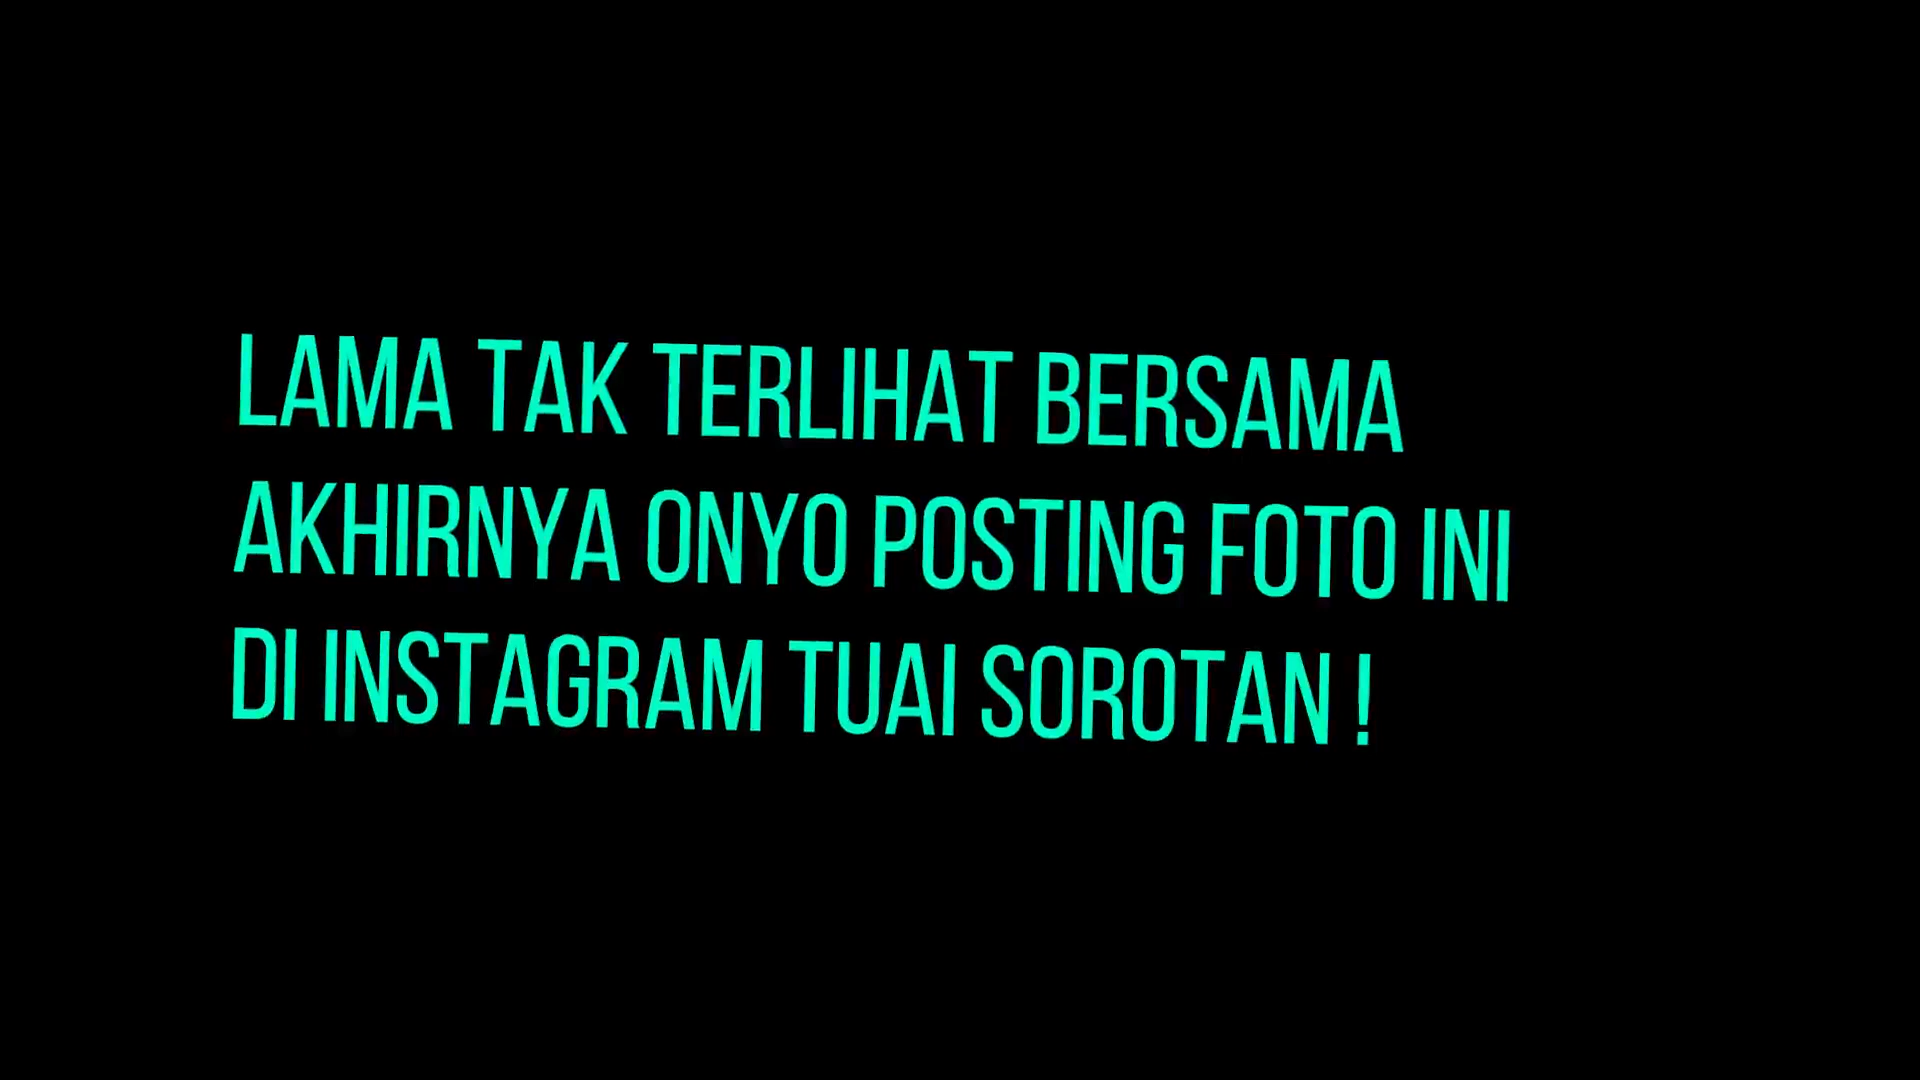 LAMA TAK TERLIHAT BERSAMA
AKHIRNYA ONYO POSTING FOTO INI
DI INSTAGRAM TUAI SOROTAN !